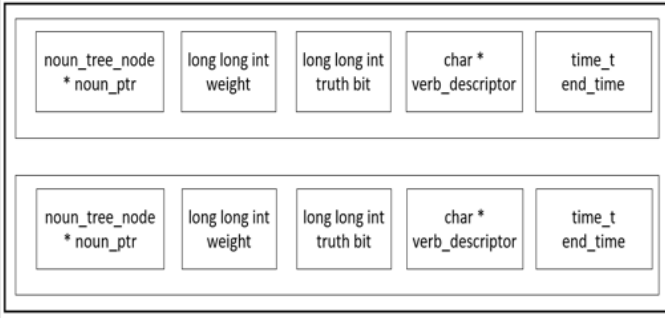 noun_tree_node long long int long long int char * time_t
* noun_ptr weight truth bit verb_descriptor end_time
noun_tree_node long long int long long int char * time_t
* noun_ptr weight truth bit verb_descriptor end_time